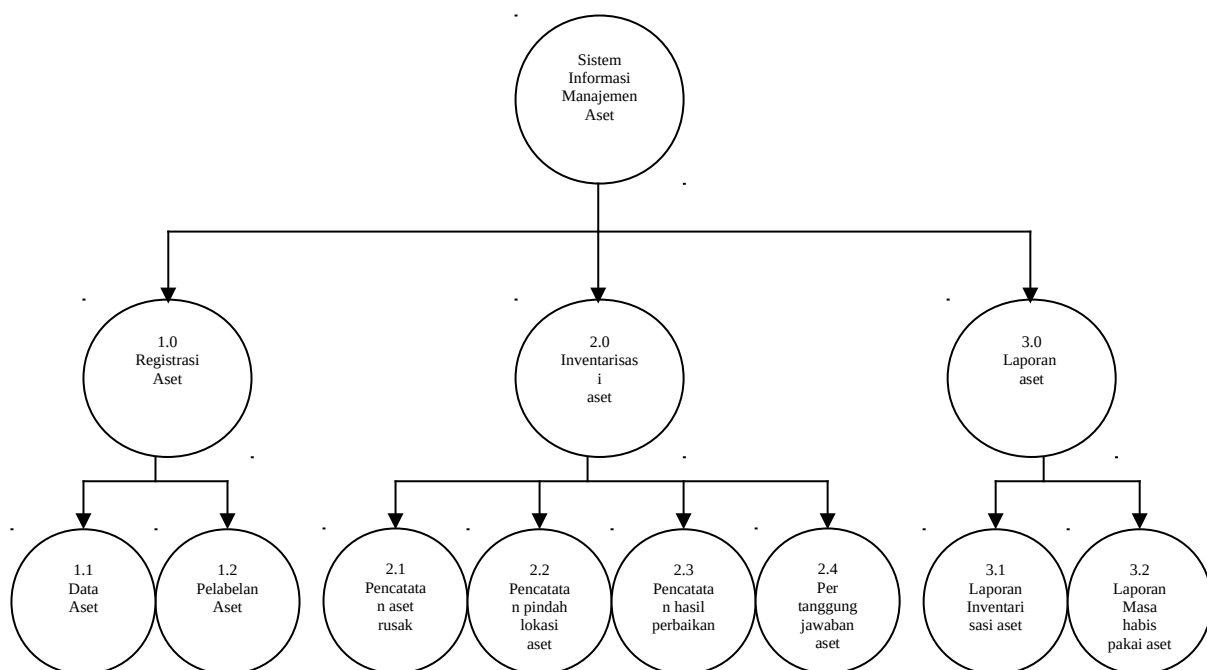 Sistem
Informasi
Manajemen
Aset
1.0
Registrasi
Aset
2.0
Inventarisas
i
aset
3.0
Laporan
aset
1.1
Data
Aset
1.2
Pelabelan
Aset
2.1
Pencatata
n aset
rusak
2.2
Pencatata
n pindah
lokasi
aset
2.3
Pencatata
n hasil
perbaikan
2.4
Per
tanggung
jawaban
aset
3.1
Laporan
Inventari
sasi aset
3.2
Laporan
Masa
habis
pakai aset